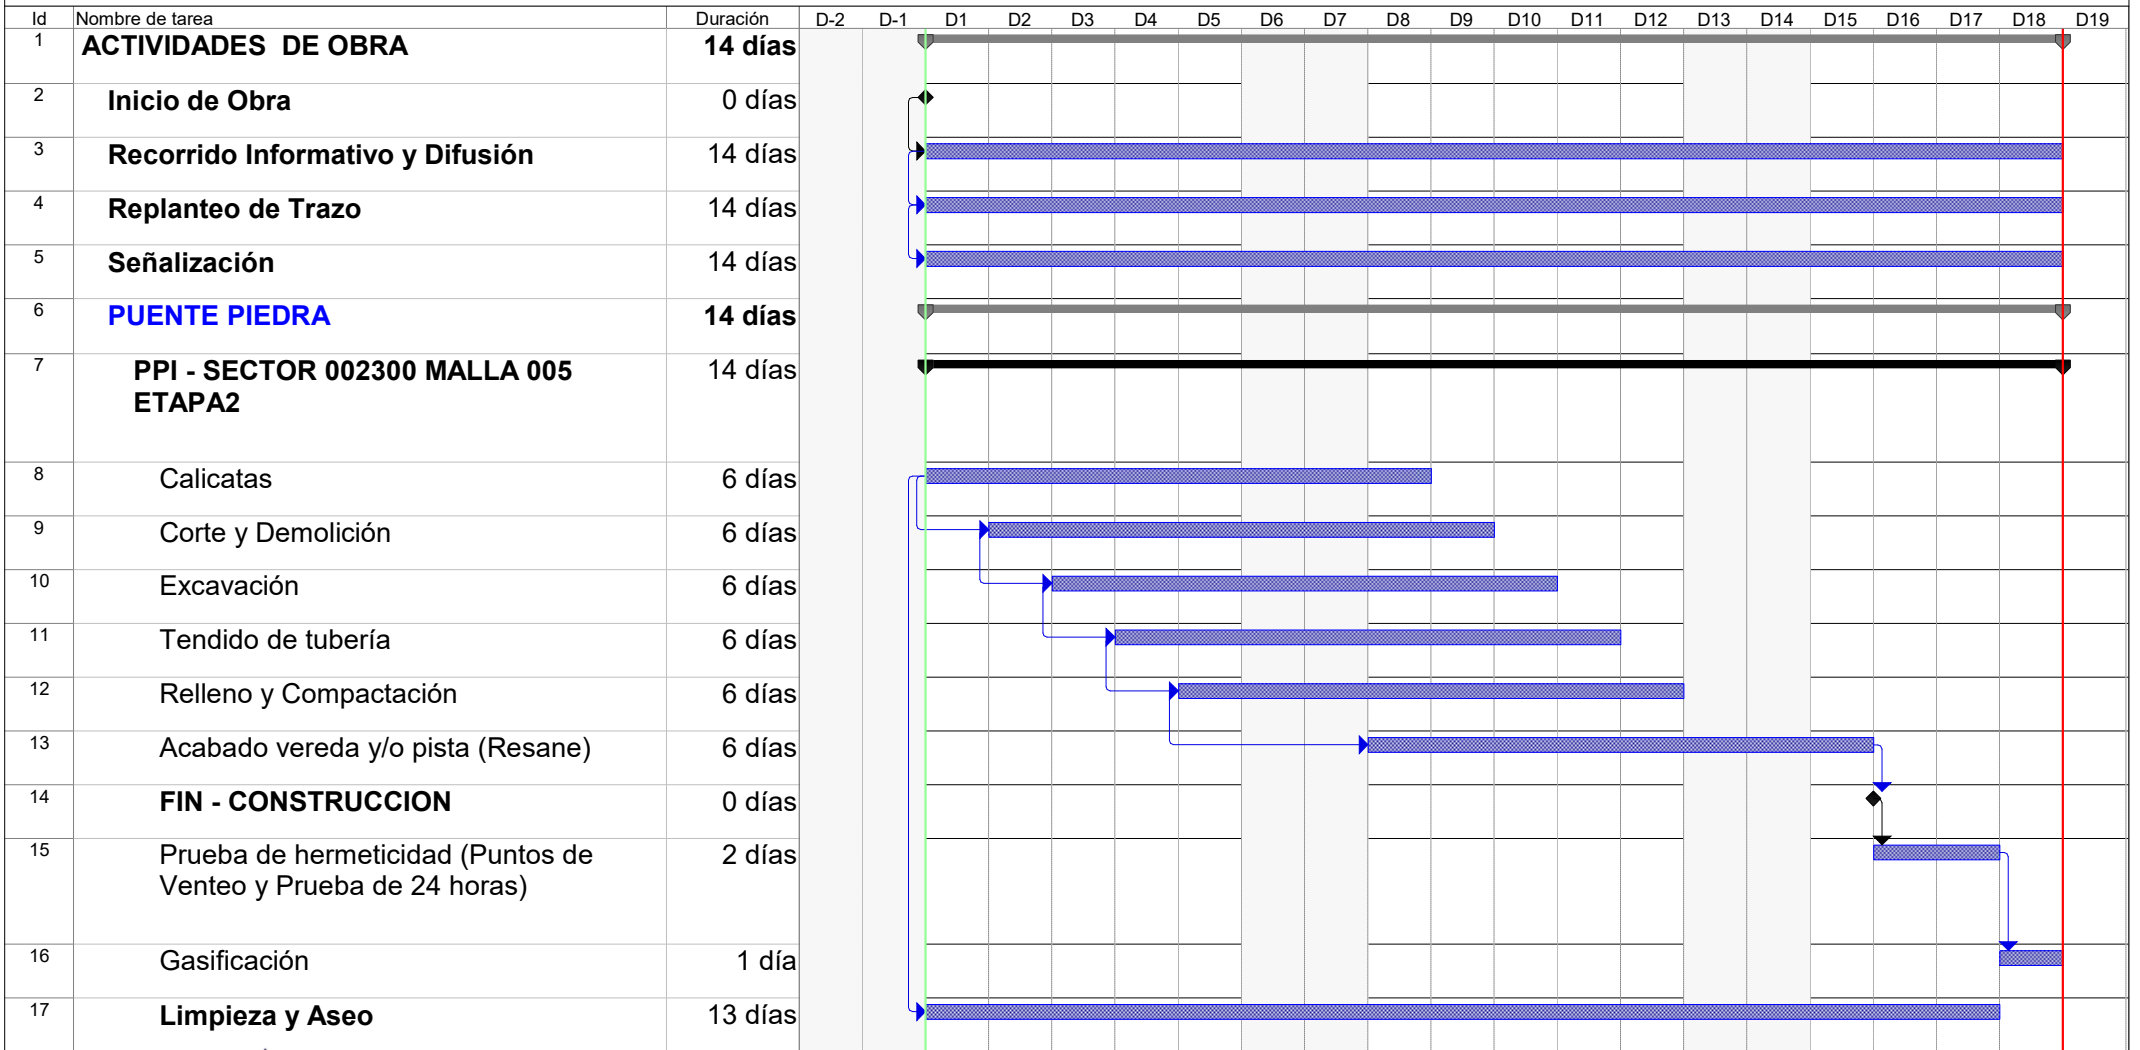 Id Nombre de tarea Duración D-2 D-1 D1 D2 D3 D4 D5 D6 D7 D8 D9 D10 D11 D12 D13 D14 D15 D16 D17 D18 D19
1 ACTIVIDADES DE OBRA 14 días
2 Inicio de Obra 0 días
3 Recorrido Informativo y Difusión 14 días
4 Replanteo de Trazo 14 días
5 Señalización 14 días
6 PUENTE PIEDRA 14 días
7 PPI - SECTOR 002300 MALLA 005 14 días
ETAPA2
8 Calicatas 6 días
9 Corte y Demolición 6 días
10 Excavación 6 días
11 Tendido de tubería 6 días
12 Relleno y Compactación 6 días
13 Acabado vereda y/o pista (Resane) 6 días
14 FIN - CONSTRUCCION 0 días
15 Prueba de hermeticidad (Puntos de 2 días
Venteo y Prueba de 24 horas)
16 Gasificación 1 día
17 Limpieza y Aseo 13 días